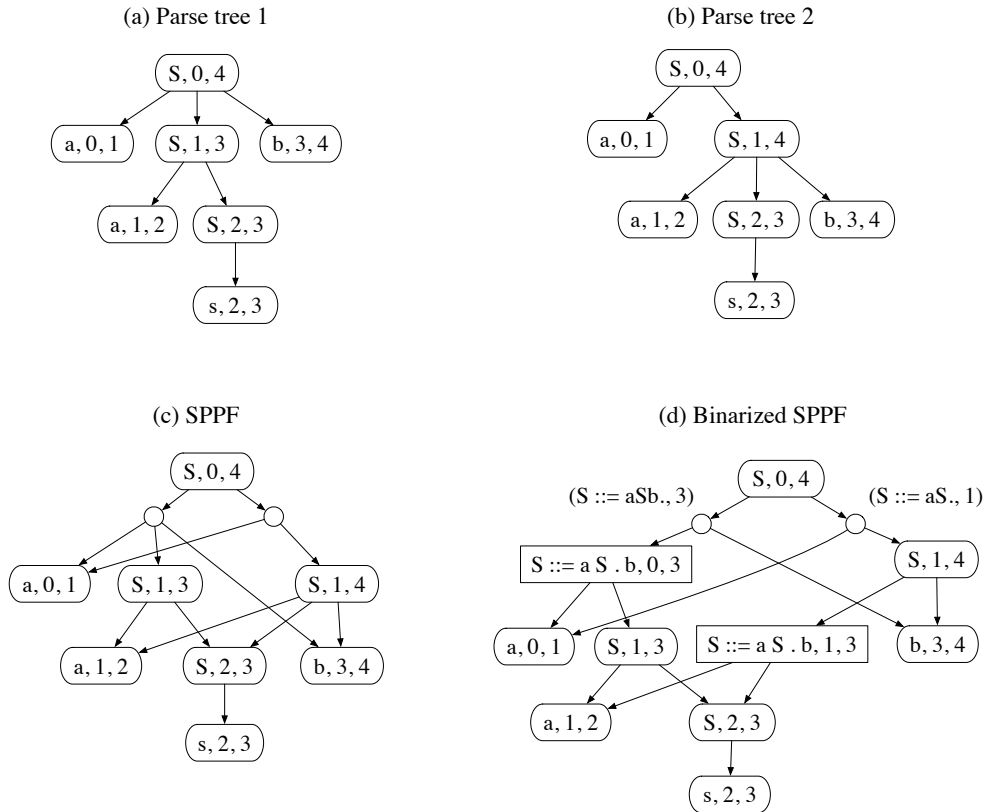 (a) Parse tree 1
S, 0, 4
a, 0, 1
S, 1, 3
b, 3, 4
a, 1, 2
S, 2, 3
s, 2, 3
(b) Parse tree 2
S, 0, 4
a, 0, 1
S, 1, 4
a, 1, 2
S, 2, 3
b, 3, 4
s, 2, 3
(c) SPPF
S, 0, 4
a, 0, 1
S, 1, 3
S, 1, 4
a, 1, 2
S, 2, 3
b, 3, 4
s, 2, 3
(d) Binarized SPPF
S, 0, 4
(S ::= aSb., 3)
(S ::= aS., 1)
S ::= a S . b, 0, 3
S, 1, 4
a, 0, 1
S, 1, 3
S ::= a S . b, 1, 3
b, 3, 4
a, 1, 2
S, 2, 3
s, 2, 3